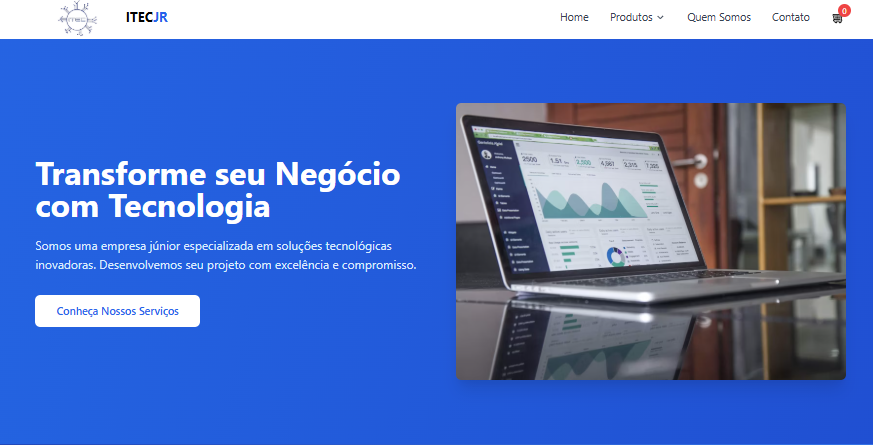 ITECJR
Home
Produtos
Quem Somos
Contato
0
Transforme seu Negócio
com Tecnologia
Somos uma empresa júnior especializada em soluções tecnológicas
inovadoras. Desenvolvemos seu projeto com excelência e compromisso.
Conheça Nossos Serviços